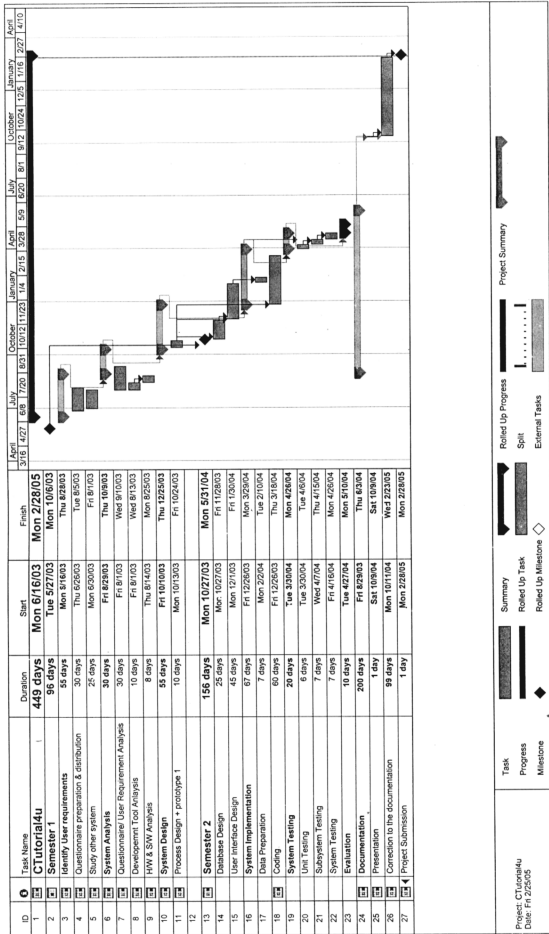 ID Task Name Duration Start Finish
April July October January April July October January April
3/16 4/27 6/8 7/20 8/31 10/12 11/23 1/4 2/15 3/28 5/9 6/20 8/1 9/12 10/24 12/5 1/16 2/27 4/10
1 CTutorial4u 449 days Mon 6/16/03 Mon 2/28/05
2 Semester 1 96 days Tue 5/27/03 Mon 10/6/03
3 Identify User requirements 55 days Mon 5/16/03 Thu 8/28/03
4 Questionnaire preparation & distribution 30 days Thu 6/26/03 Tue 8/5/03
5 Study other system 25 days Mon 6/30/03 Fri 8/1/03
6 System Analysis 30 days Fri 8/29/03 Thu 10/9/03
7 Questionnaire/ User Requirement Analysis 30 days Fri 8/1/03 Wed 9/10/03
8 Developemnt Tool Anlaysis 10 days Fri 8/1/03 Wed 8/13/03
9 H/W & S/W Analysis 8 days Thu 8/14/03 Mon 8/25/03
10 System Design 55 days Fri 10/10/03 Thu 12/25/03
11 Process Design + prototype 1 10 days Mon 10/13/03 Fri 10/24/03
12
13 Semester 2 156 days Mon 10/27/03 Mon 5/31/04
14 Database Design 25 days Mon 10/27/03 Fri 11/28/03
15 User Interface Design 45 days Mon 12/1/03 Fri 1/30/04
16 System Implementation 67 days Fri 12/26/03 Mon 3/29/04
17 Data Preparation 7 days Mon 2/2/04 Tue 2/10/04
18 Coding 60 days Fri 12/26/03 Thu 3/18/04
19 System Testing 20 days Tue 3/30/04 Mon 4/26/04
20 Unit Testing 6 days Tue 3/30/04 Tue 4/6/04
21 Subsystem Testing 7 days Wed 4/7/04 Thu 4/15/04
22 System Testing 7 days Fri 4/16/04 Mon 4/26/04
23 Evaluation 10 days Tue 4/27/04 Mon 5/10/04
24 Documentation 200 days Fri 8/29/03 Thu 6/3/04
25 Presentation 1 day Sat 10/9/04 Sat 10/9/04
26 Correction to the documentation 99 days Mon 10/11/04 Wed 2/23/05
27 Project Submission 1 day Mon 2/28/05 Mon 2/28/05
Project: CTutorial4u
Date: Fri 2/25/05
Task Summary Rolled Up Progress Project Summary
Progress Rolled Up Task Split
Milestone Rolled Up Milestone External Tasks